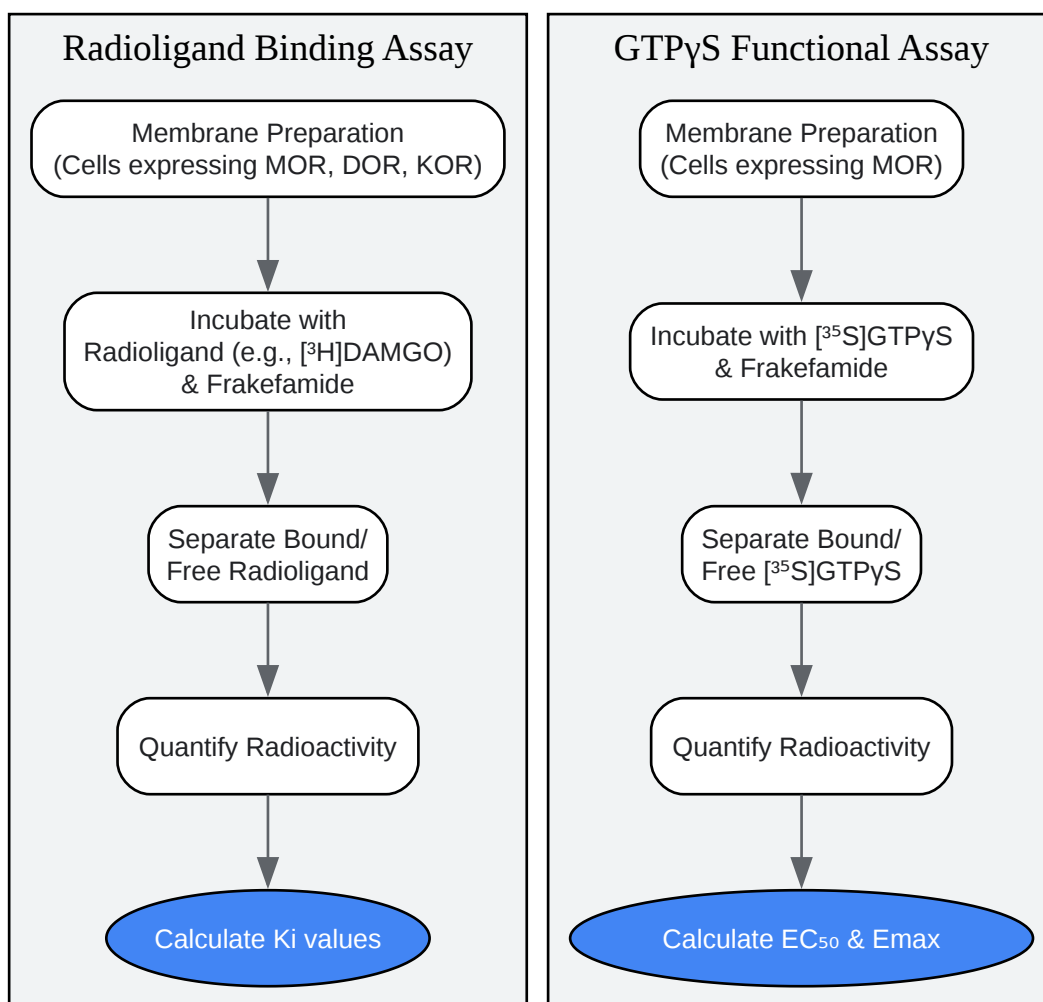 Radioligand Binding Assay
Membrane Preparation
(Cells expressing MOR, DOR, KOR)
Incubate with
Radioligand (e.g., [³H]DAMGO)
& Frakefamide
Separate Bound/
Free Radioligand
Quantify Radioactivity
Calculate Ki values
GTPγS Functional Assay
Membrane Preparation
(Cells expressing MOR)
Incubate with [³⁵S]GTPγS
& Frakefamide
Separate Bound/
Free [³⁵S]GTPγS
Quantify Radioactivity
Calculate EC₅₀ & Emax